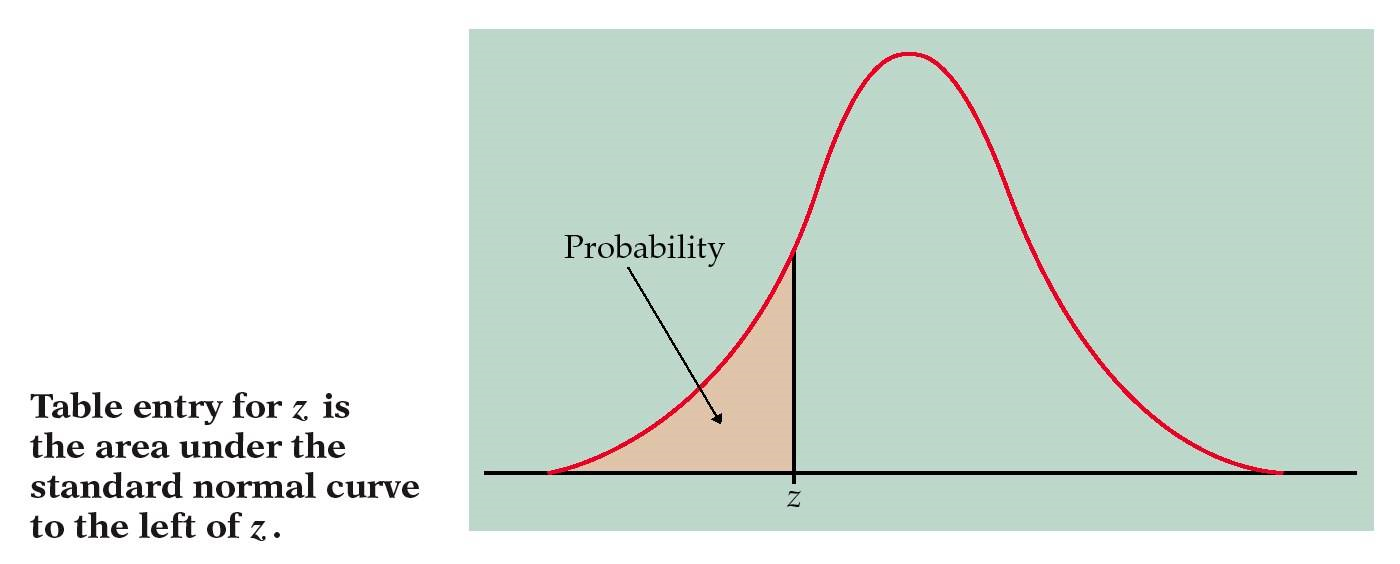 Probability
Table entry for z is
the area under the
standard normal curve
to the left of z.
z